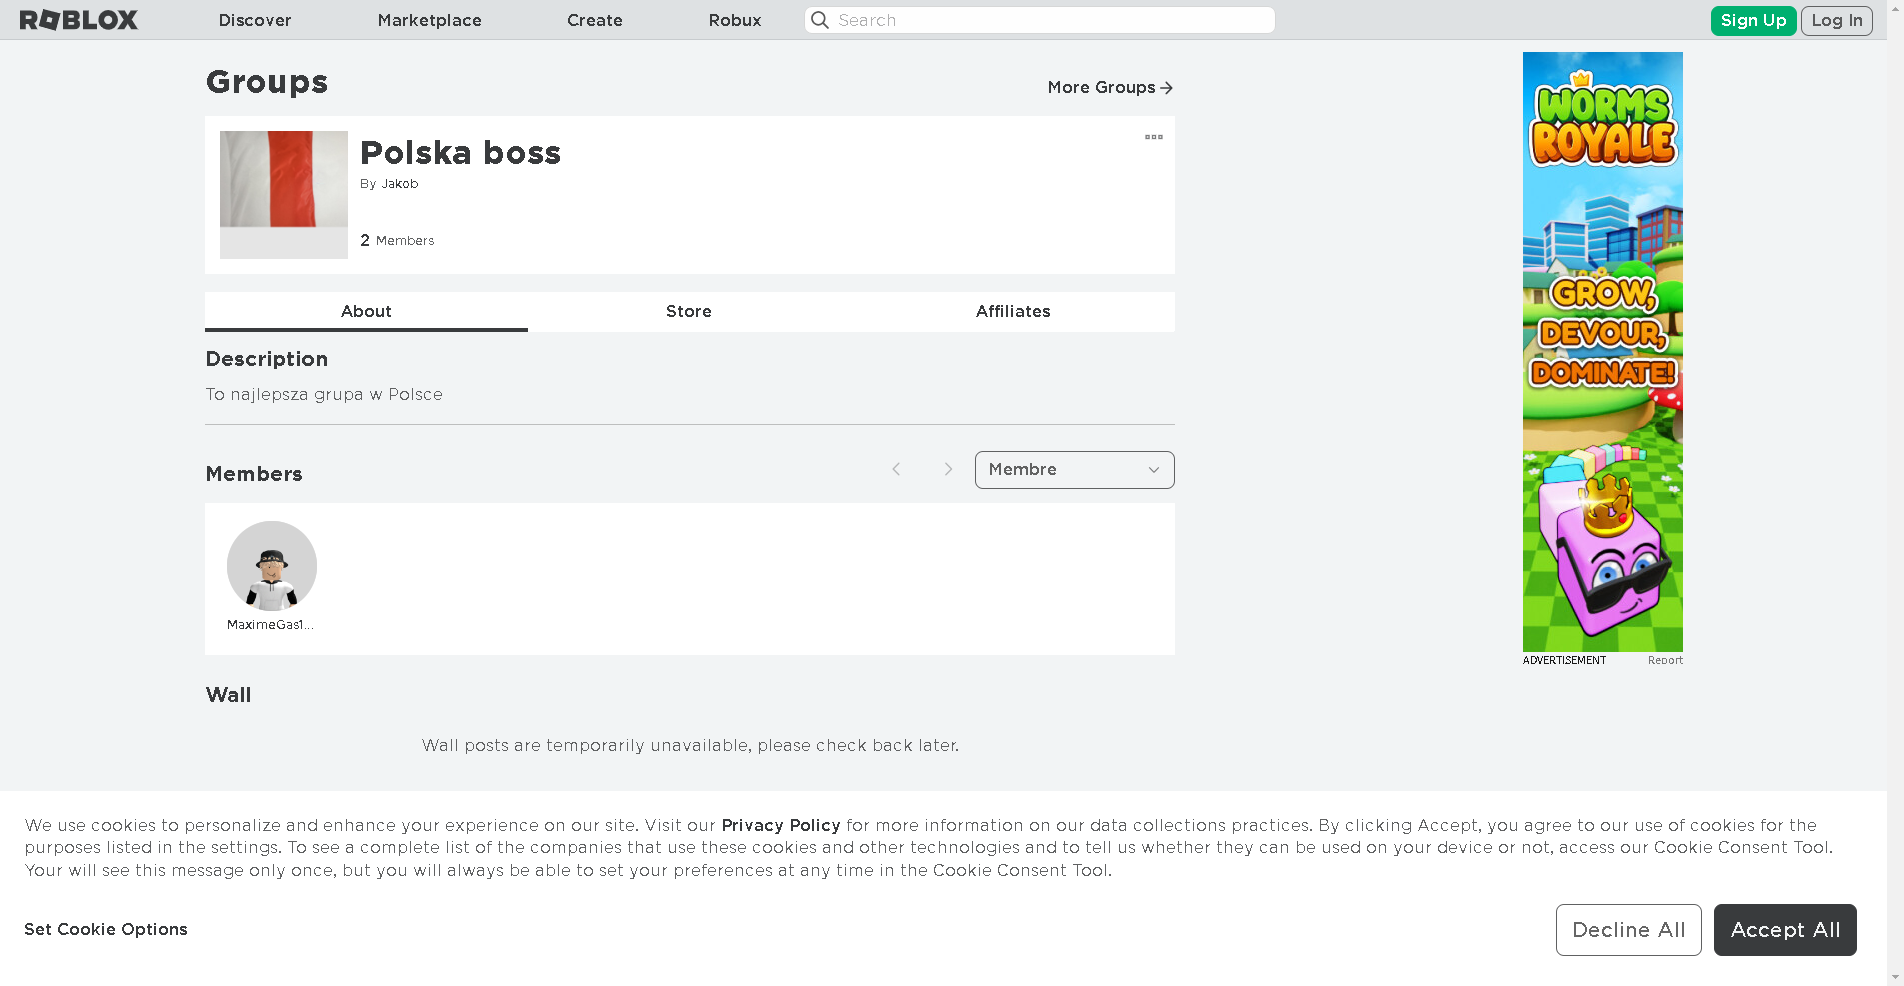 ROBLOX Discover Marketplace Create Robux Search Sign Up Log In
Groups
More Groups
Polska boss
By Jakob
2 Members
About Store Affiliates
Description
To najlepsza grupa w Polsce
Members
Membre
MaximeGas1...
Wall
Wall posts are temporarily unavailable, please check back later.
WORMS
ROYALE
GROW,
DEVOUR,
DOMINATE!
ADVERTISEMENT Report
We use cookies to personalize and enhance your experience on our site. Visit our Privacy Policy for more information on our data collections practices. By clicking Accept, you agree to our use of cookies for the
purposes listed in the settings. To see a complete list of the companies that use these cookies and other technologies and to tell us whether they can be used on your device or not, access our Cookie Consent Tool.
Your will see this message only once, but you will always be able to set your preferences at any time in the Cookie Consent Tool.
Set Cookie Options
Decline All
Accept All